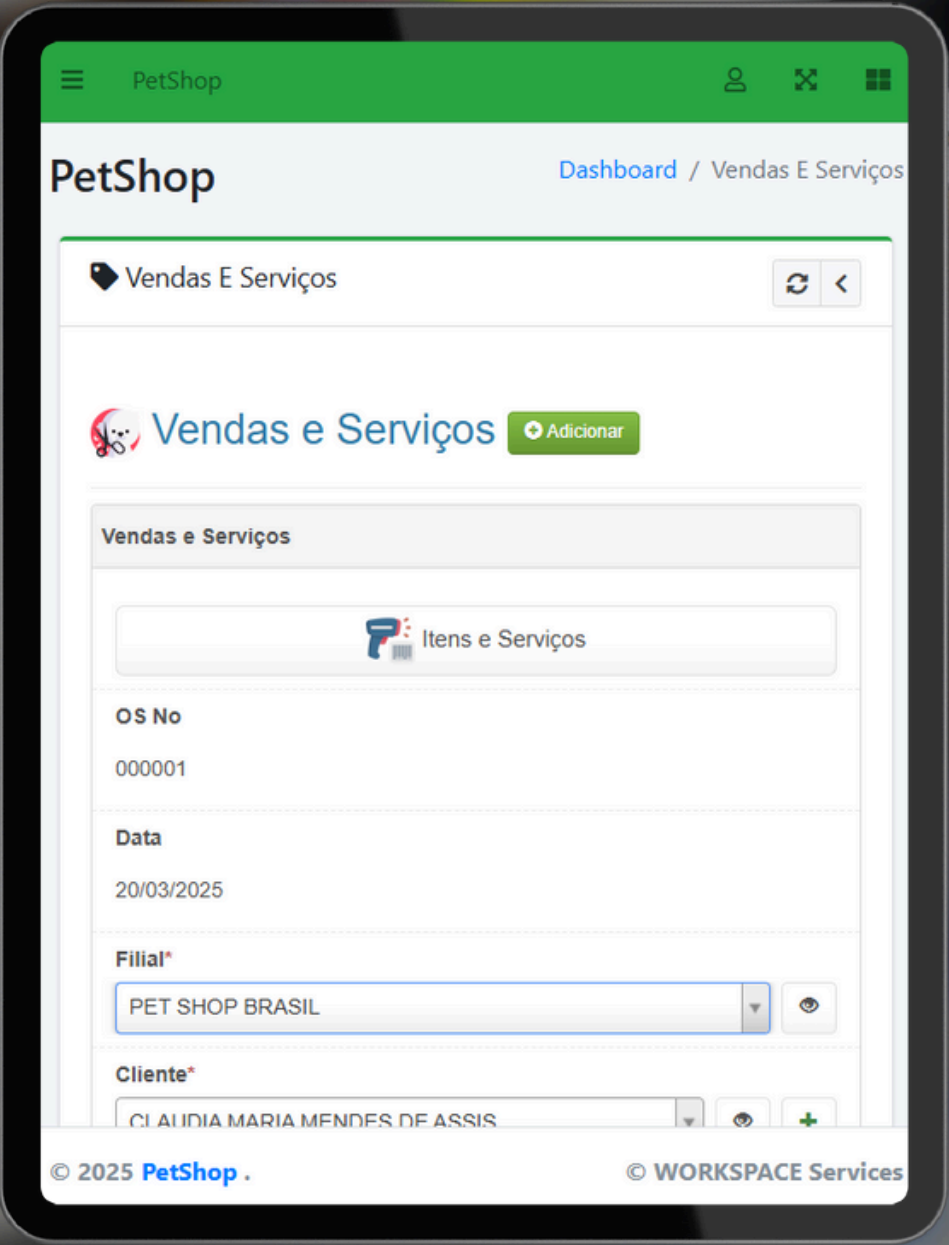 PetShop
PetShop
Dashboard / Vendas E Serviços
Vendas E Serviços
Vendas e Serviços Adicionar
Vendas e Serviços
Itens e Serviços
OS No
000001
Data
20/03/2025
Filial*
PET SHOP BRASIL
Cliente*
CLAUDIA MARIA MENDES DE ASSIS
© 2025 PetShop .
© WORKSPACE Services